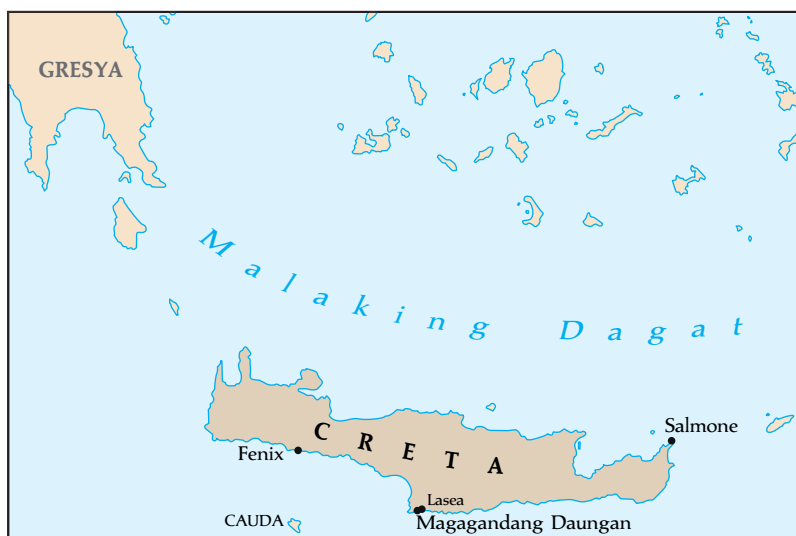 GRESYA
Malaking Dagat
CRETA
Salmone
Fenix
Lasea
CAUDA
Magagandang Daungan